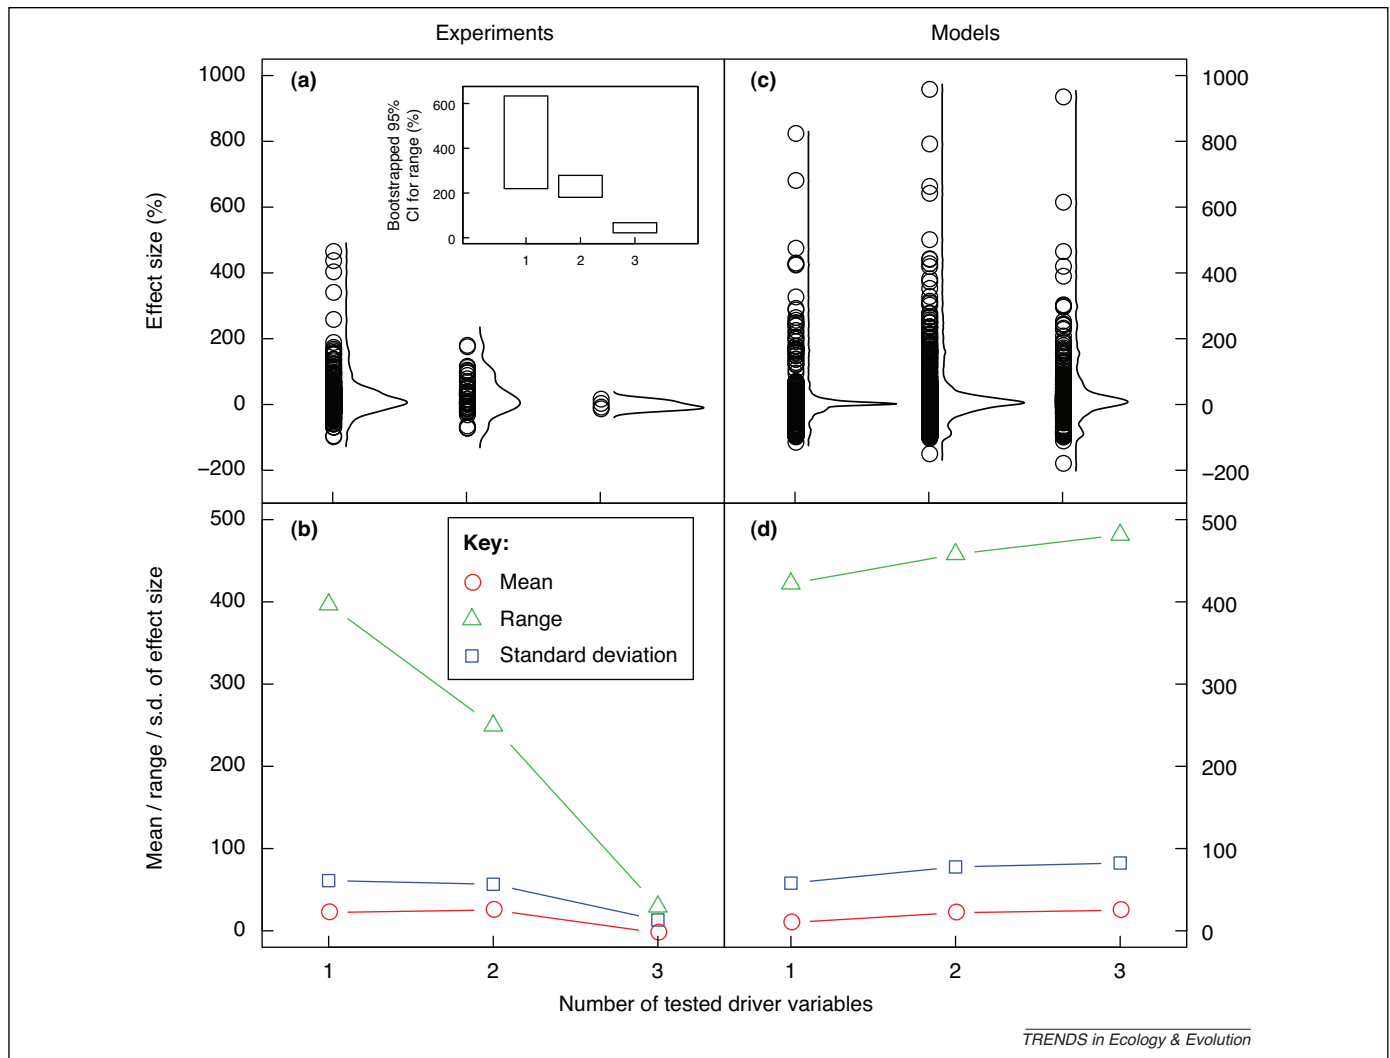 Experiments
Models
(a)
1000
800
600
400
200
0
−200
Effect size (%)
Bootstrapped 95%
CI for range (%)
600
400
200
0
1
2
3
(c)
1000
800
600
400
200
0
−200
(b)
500
400
300
200
100
0
Mean / range / s.d. of effect size
Key:
Mean
Range
Standard deviation
(d)
500
400
300
200
100
0
1
2
3
1
2
3
Number of tested driver variables
TRENDS in Ecology & Evolution